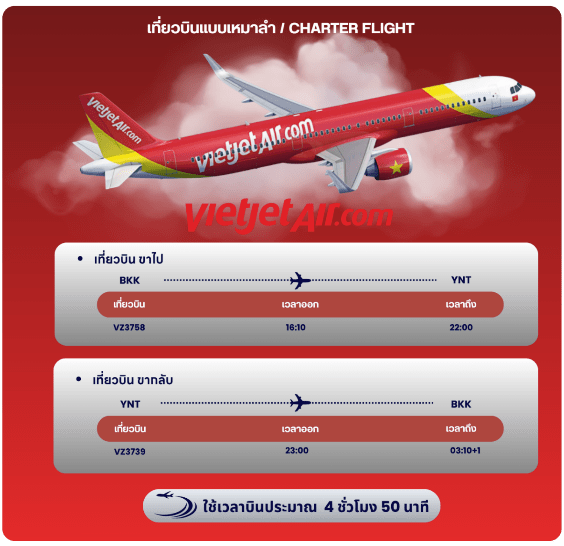 เที่ยวบินแบบเหมาลำ / CHARTER FLIGHT
vietjetAir.com
vietjetAir.com
vietjetAir.com
• เที่ยวบิน ขาไป
BKK YNT
เที่ยวบิน เวลาออก เวลาถึง
VZ3758 16:10 22:00
• เที่ยวบิน ขากลับ
YNT BKK
เที่ยวบิน เวลาออก เวลาถึง
VZ3739 23:00 03:10+1
ใช้เวลาบินประมาณ 4 ชั่วโมง 50 นาที